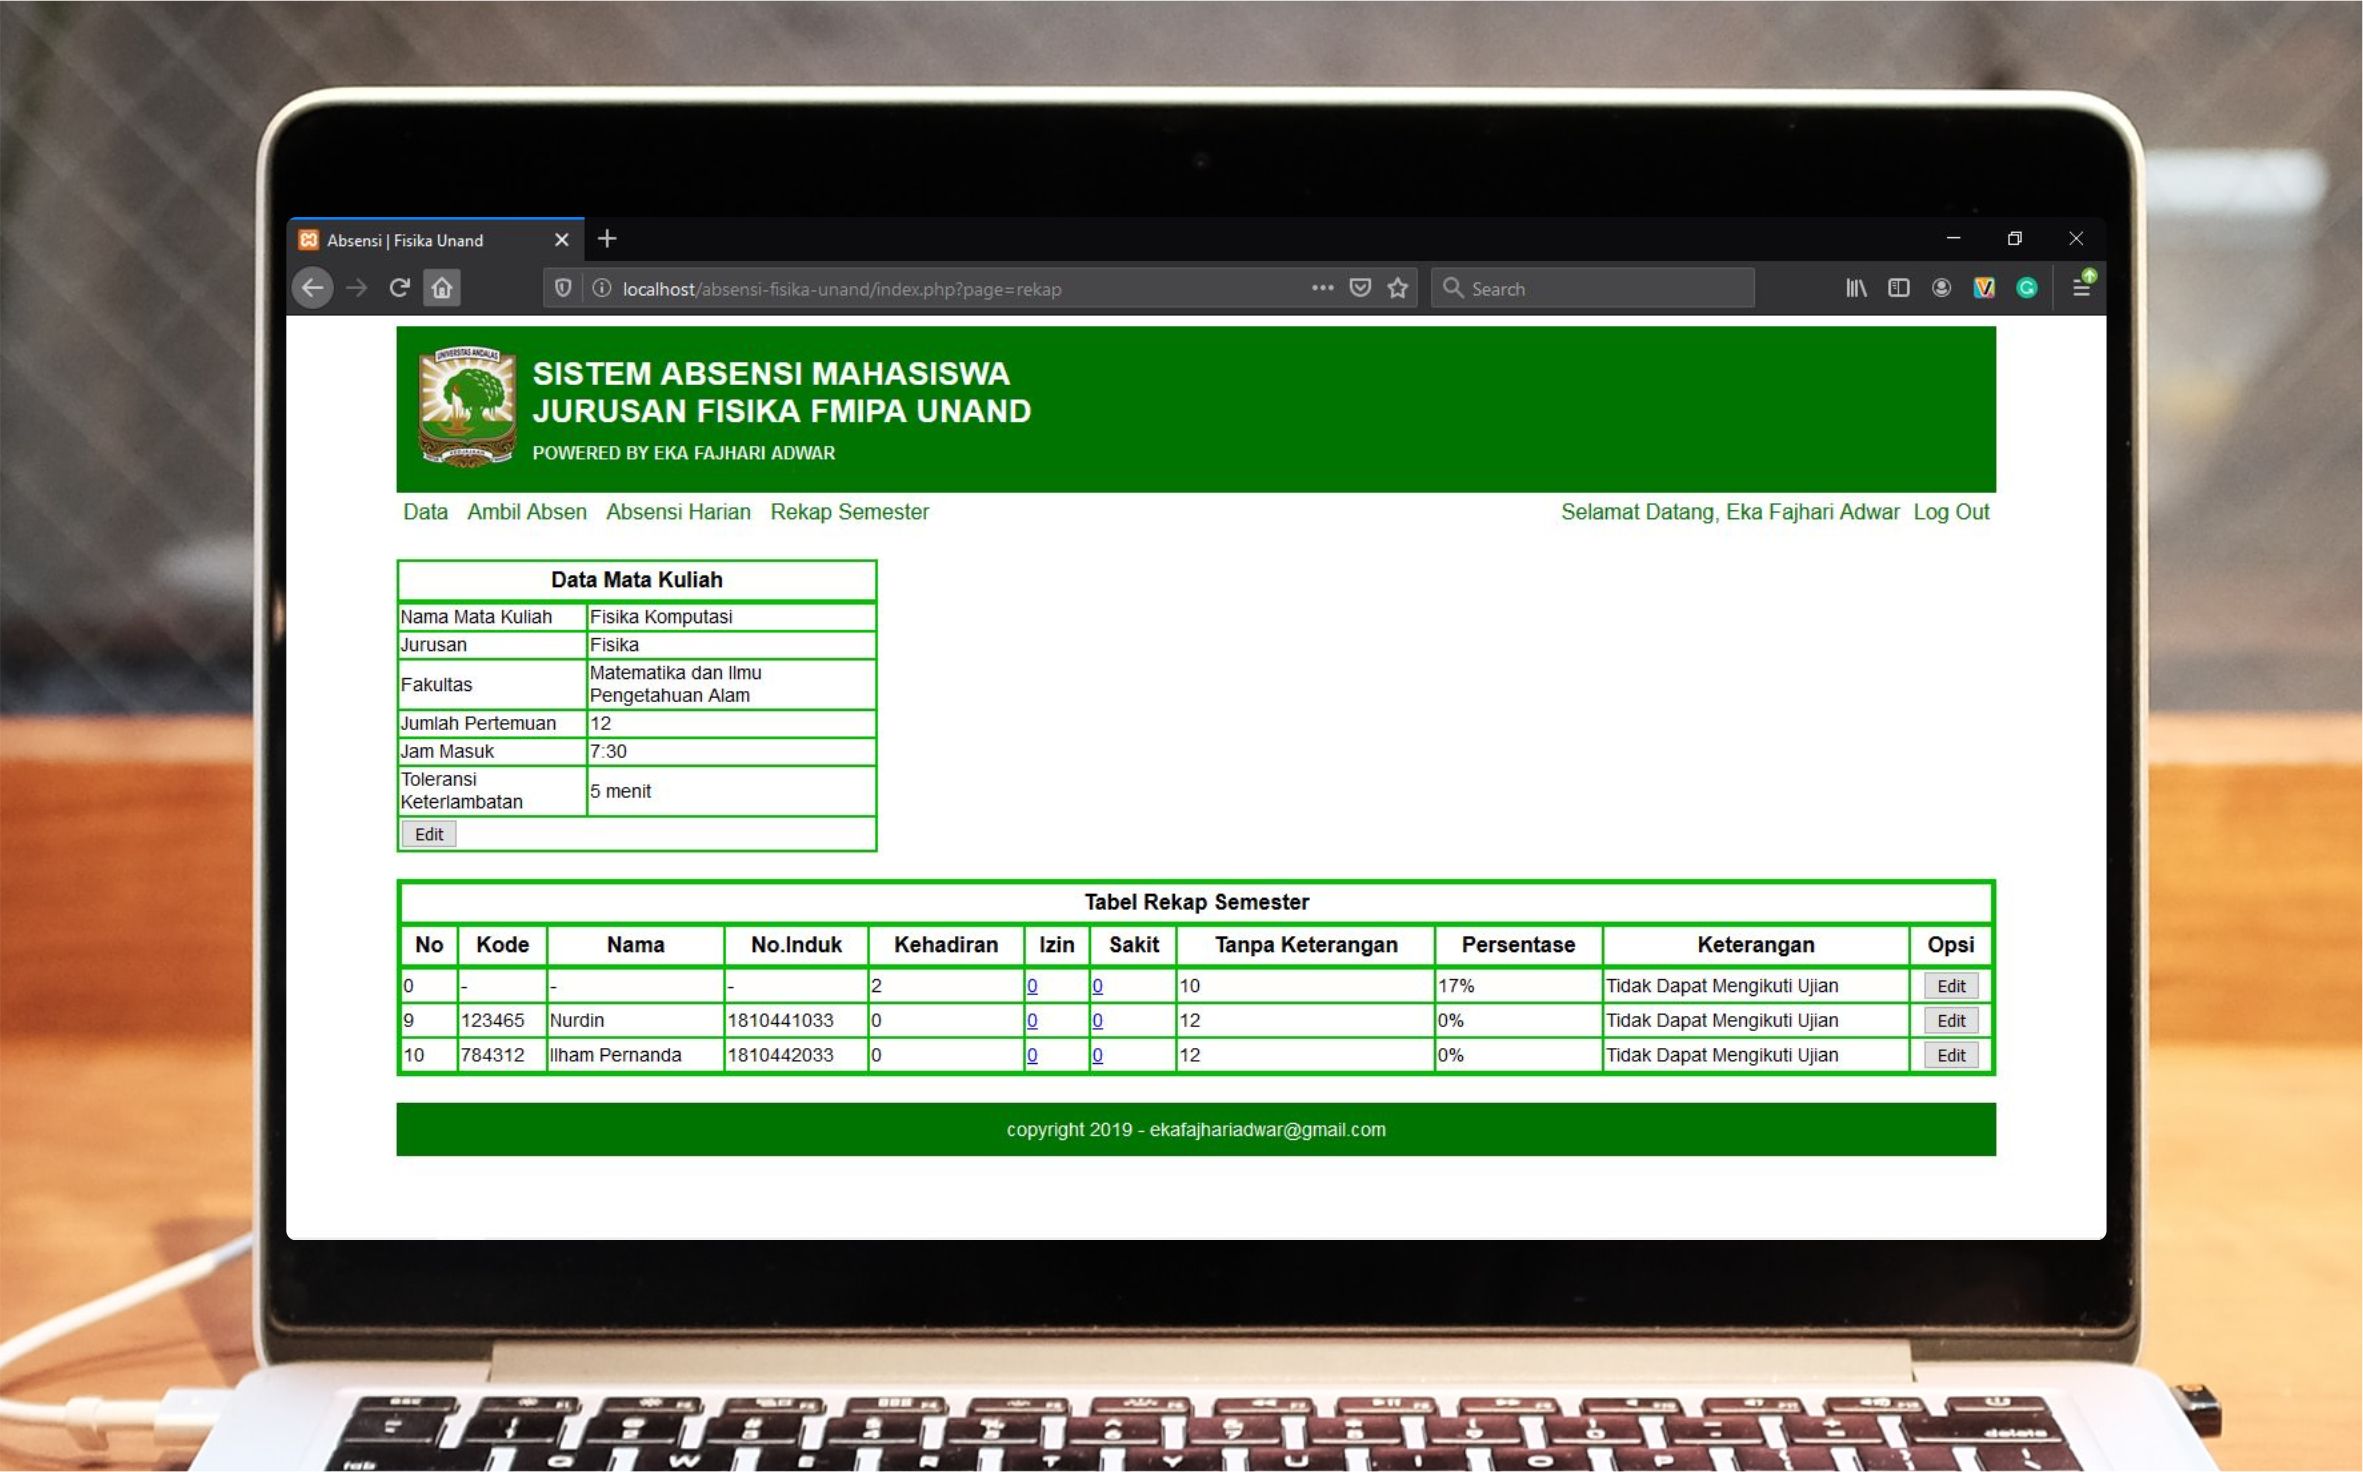 Absensi | Fisika Unand
localhost/absensi-fisika-unand/index.php?page=rekap
Search
UNIVERSITAS ANDALAS
SISTEM ABSENSI MAHASISWA
JURUSAN FISIKA FMIPA UNAND
POWERED BY EKA FAJHARI ADWAR
Data Ambil Absen Absensi Harian Rekap Semester Selamat Datang, Eka Fajhari Adwar Log Out
Data Mata Kuliah
Nama Mata Kuliah Fisika Komputasi
Jurusan Fisika
Fakultas Matematika dan Ilmu
Pengetahuan Alam
Jumlah Pertemuan 12
Jam Masuk 7:30
Toleransi
Keterlambatan 5 menit
Edit
Tabel Rekap Semester
No Kode Nama No.Induk Kehadiran Izin Sakit Tanpa Keterangan Persentase Keterangan Opsi
0 - - - 2 0 0 10 17% Tidak Dapat Mengikuti Ujian Edit
9 123465 Nurdin 1810441033 0 0 0 12 0% Tidak Dapat Mengikuti Ujian Edit
10 784312 Ilham Pernanda 1810442033 0 0 0 12 0% Tidak Dapat Mengikuti Ujian Edit
copyright 2019 - ekafajhariadwar@gmail.com
delete
tab Q W E R T Y U I O P